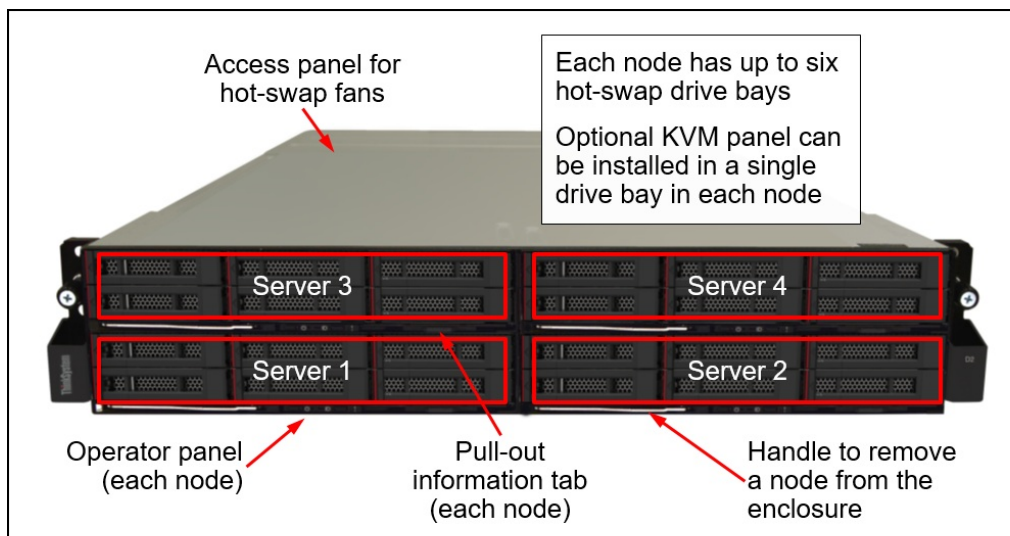 Access panel for
hot-swap fans
Each node has up to six
hot-swap drive bays
Optional KVM panel can
be installed in a single
drive bay in each node
Server 3
Server 4
Server 1
Server 2
ThinkSystem
D2
Operator panel
(each node)
Pull-out
information tab
(each node)
Handle to remove
a node from the
enclosure